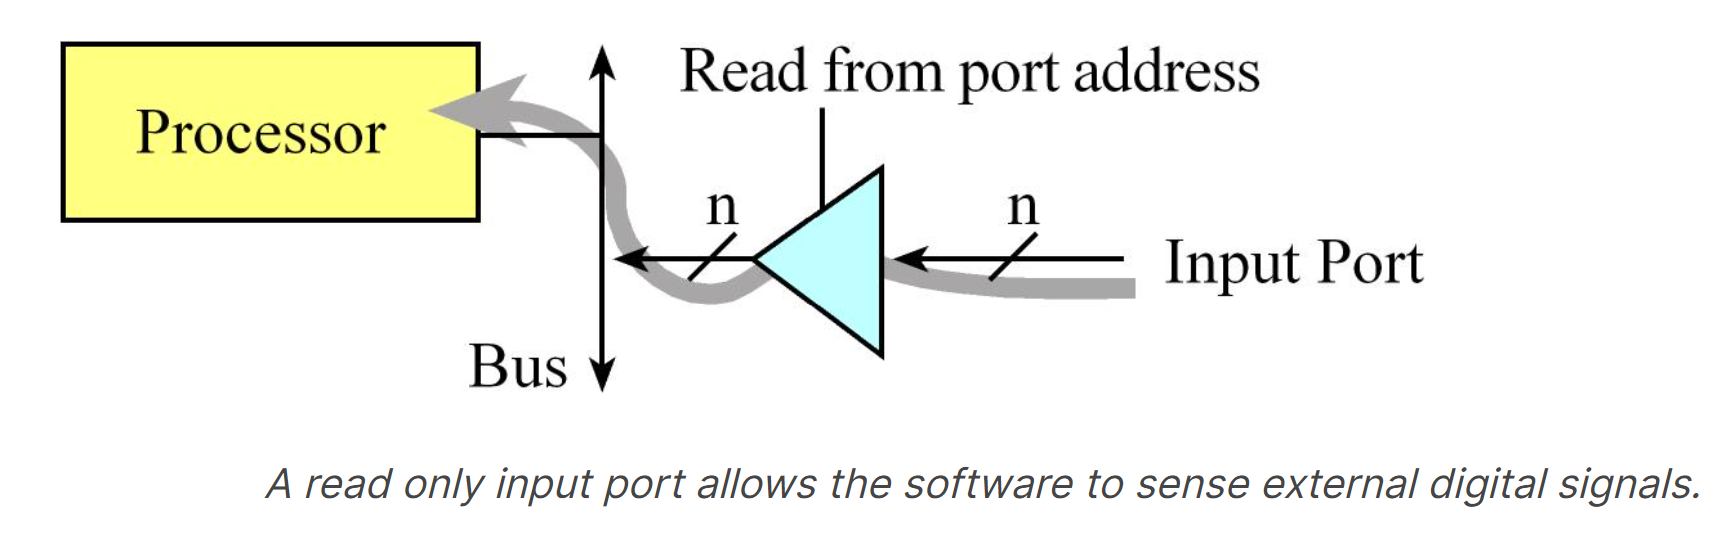 Processor
Read from port address
n
n
Input Port
Bus
A read only input port allows the software to sense external digital signals.